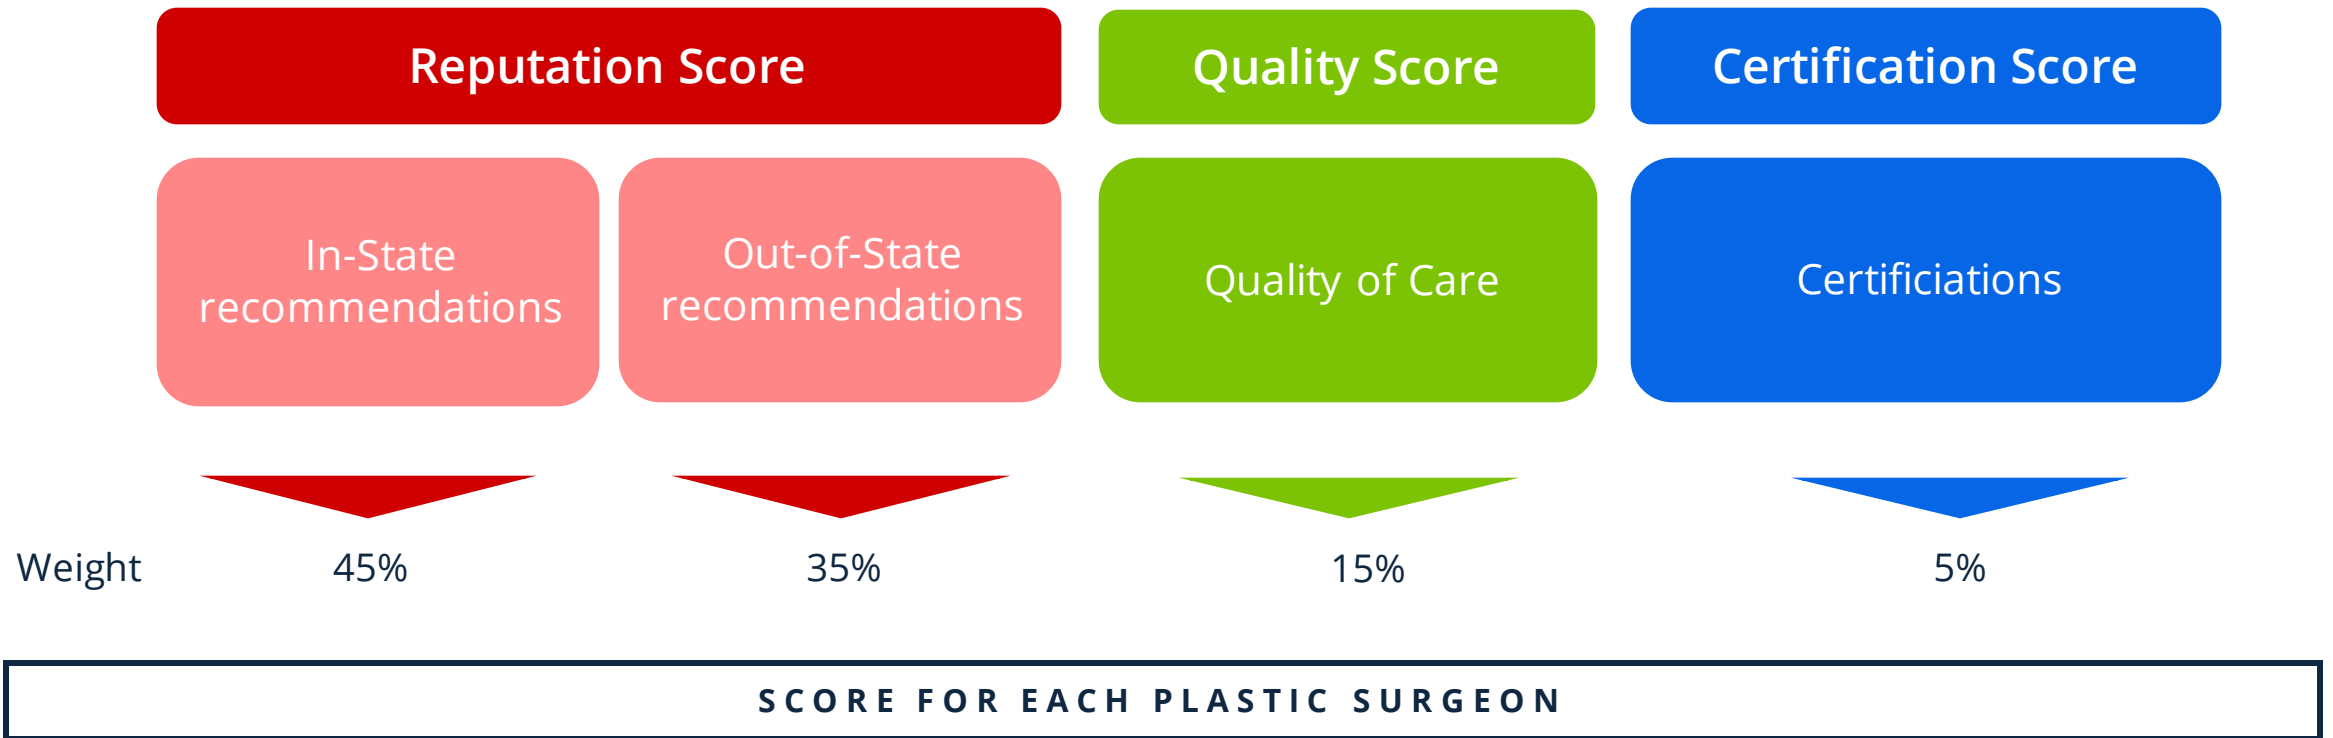 Reputation Score
Quality Score
Certification Score
In-State
recommendations
Out-of-State
recommendations
Quality of Care
Certificiations
Weight
45%
35%
15%
5%
SCORE FOR EACH PLASTIC SURGEON